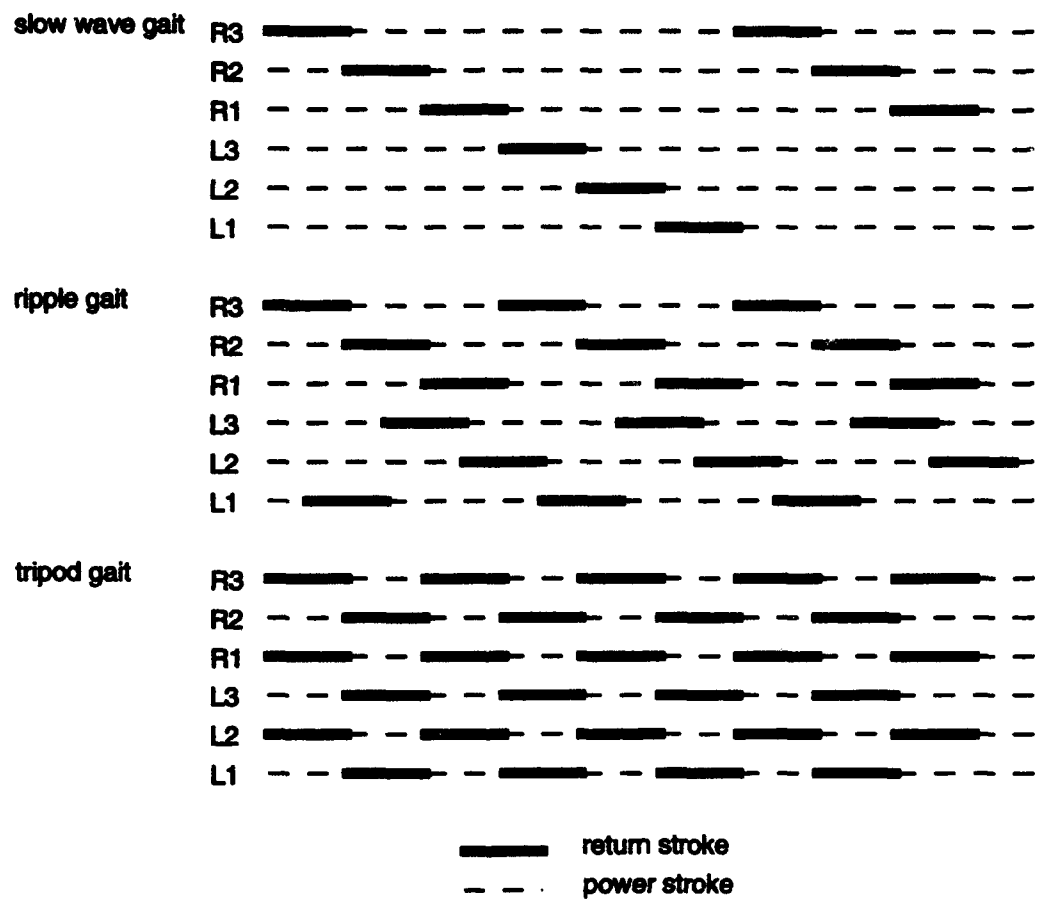 slow wave gait
R3
R2
R1
L3
L2
L1
ripple gait
R3
R2
R1
L3
L2
L1
tripod gait
R3
R2
R1
L3
L2
L1
return stroke
power stroke